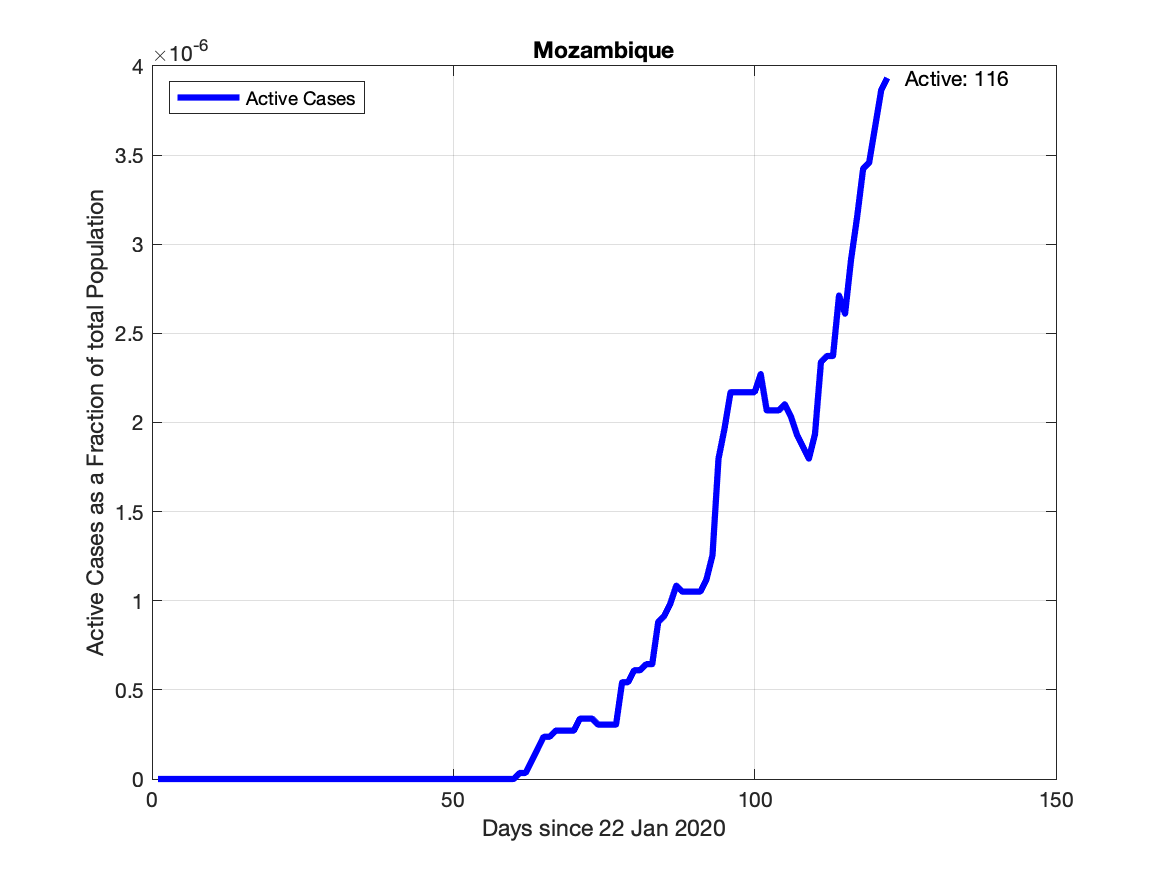 Mozambique
×10-6
Active Cases
Active: 116
4
3.5
3
2.5
2
1.5
1
0.5
0
Active Cases as a Fraction of total Population
0
50
100
150
Days since 22 Jan 2020